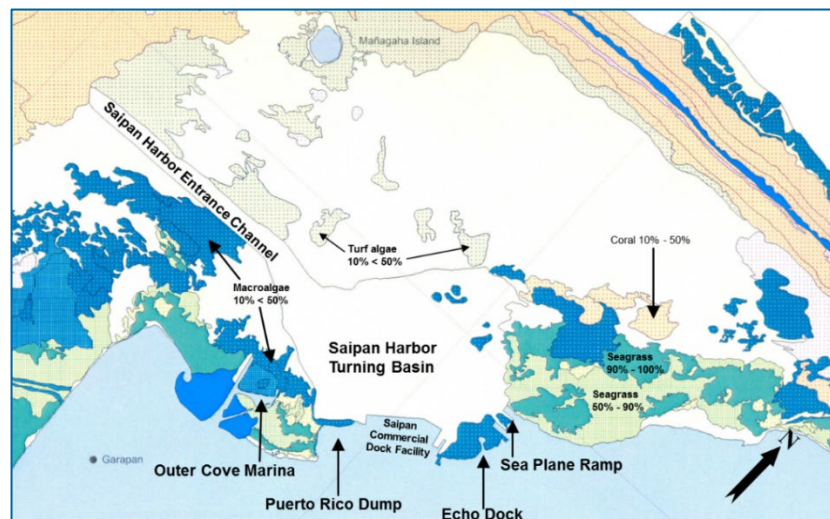 Mañagaha Island
Saipan Harbor Entrance Channel
Turf algae
10% < 50%
Coral 10% - 50%
Macroalgae
10% < 50%
Saipan Harbor
Turning Basin
Seagrass
90% - 100%
Seagrass
50% - 90%
Saipan
Commercial
Dock Facility
N
Garapan
Outer Cove Marina
Sea Plane Ramp
Puerto Rico Dump
Echo Dock